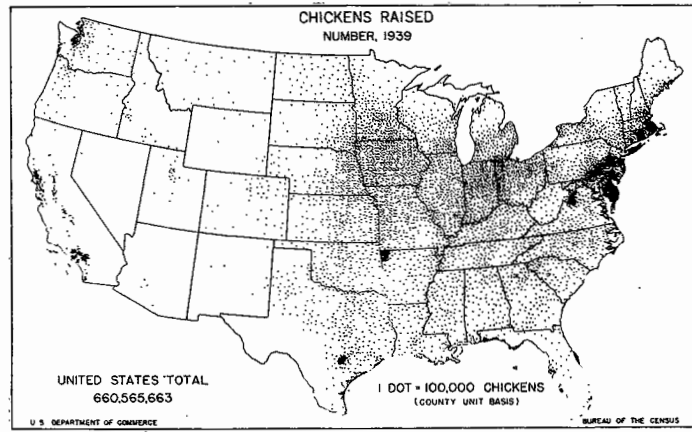 CHICKENS RAISED
NUMBER, 1939
UNITED STATES TOTAL
660,565,663
1 DOT = 100,000 CHICKENS
(COUNTY UNIT BASIS)
U S DEPARTMENT OF COMMERCE
BUREAU OF THE CENSUS